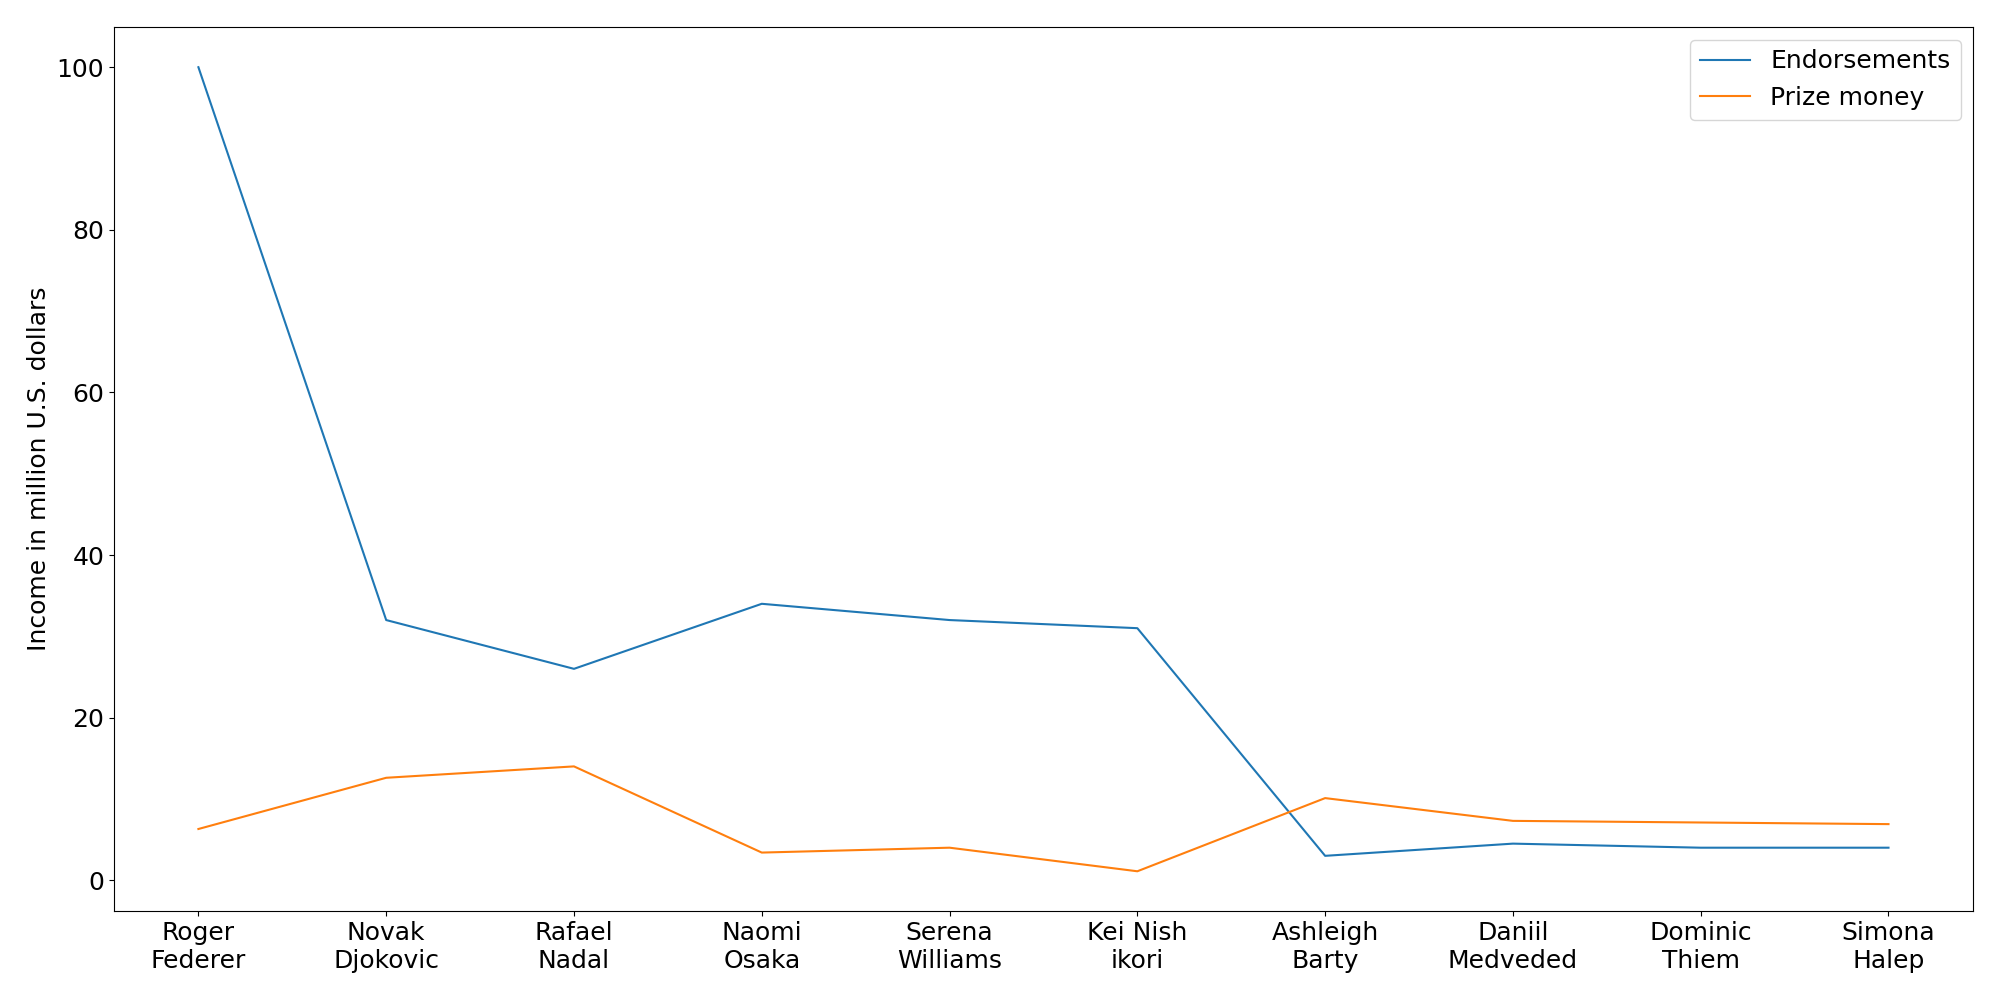 Endorsements
Prize money
Income in million U.S. dollars
100
80
60
40
20
0
Roger Federer
Novak Djokovic
Rafael Nadal
Naomi Osaka
Serena Williams
Kei Nish ikori
Ashleigh Barty
Daniil Medveded
Dominic Thiem
Simona Halep